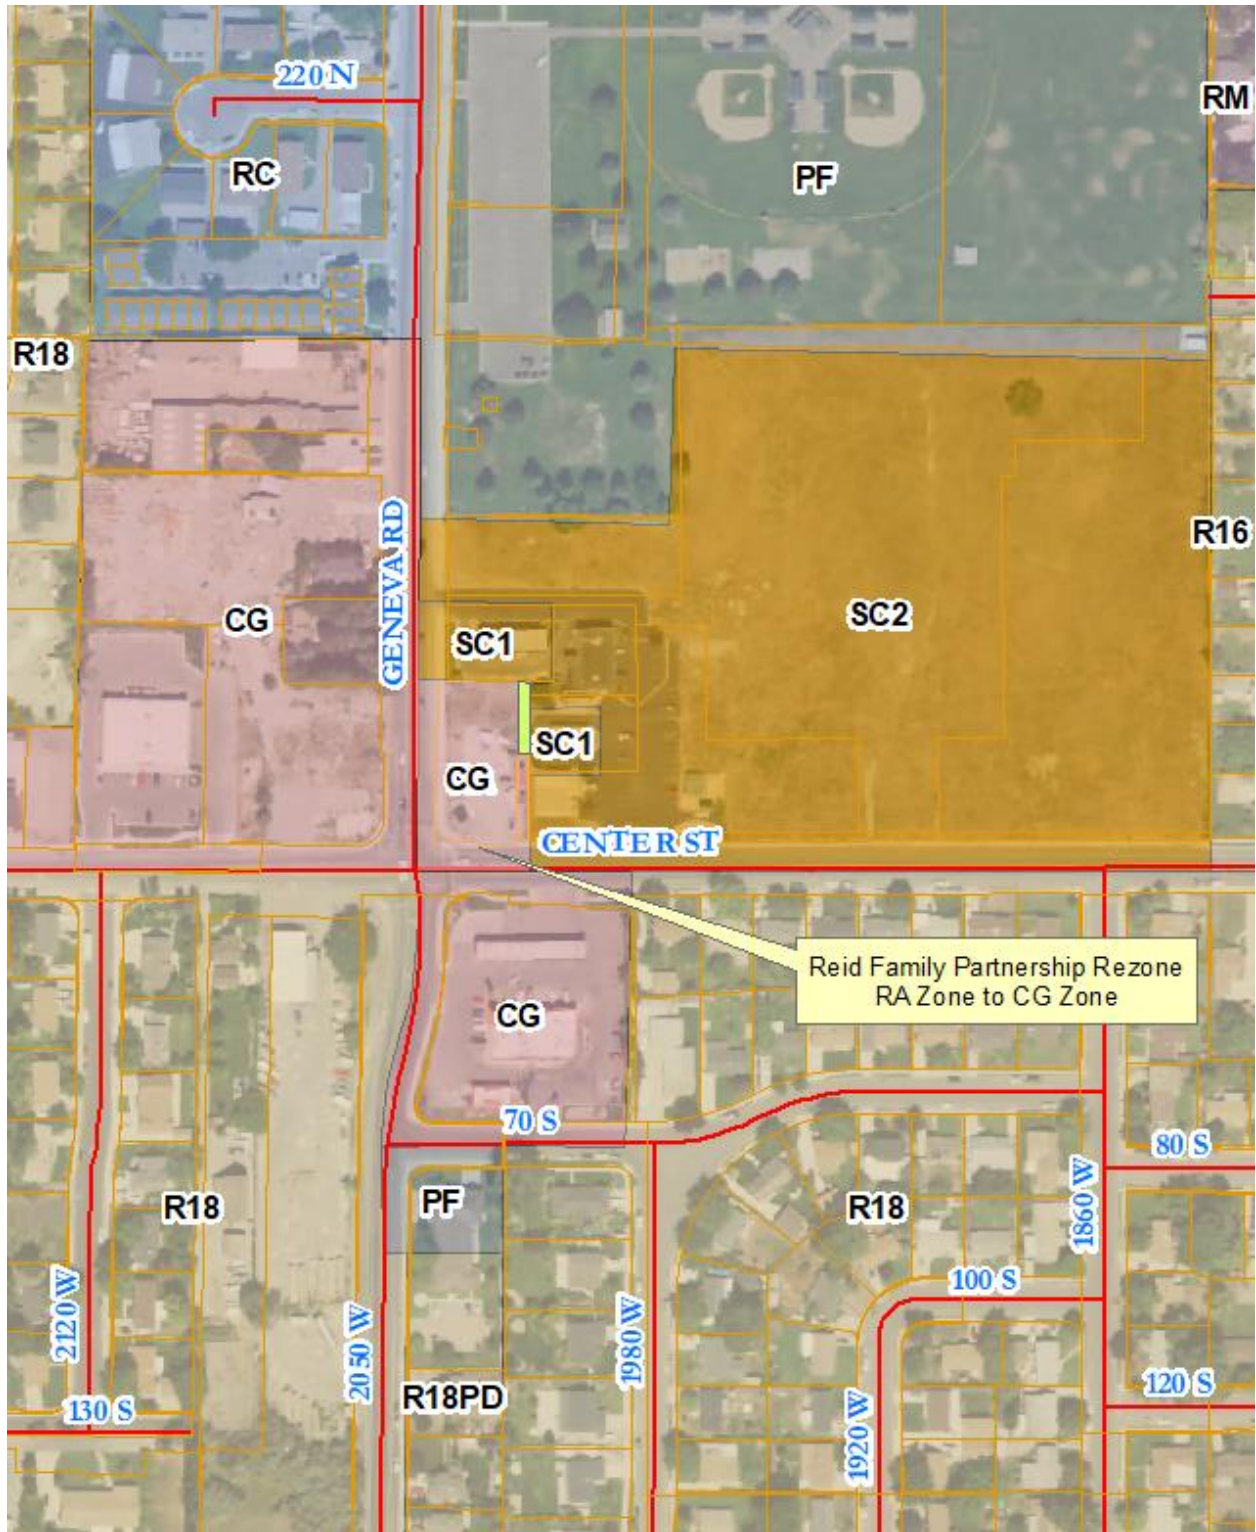 220 N
RM
RC
PF
R18
GENEVA RD
R16
CG
SC1
SC2
SC1
CG
CENTER ST
Reid Family Partnership Rezone
RA Zone to CG Zone
CG
70 S
80 S
R18
PF
R18
1860 W
2120 W
2050 W
1980 W
100 S
R18PD
1920 W
120 S
130 S